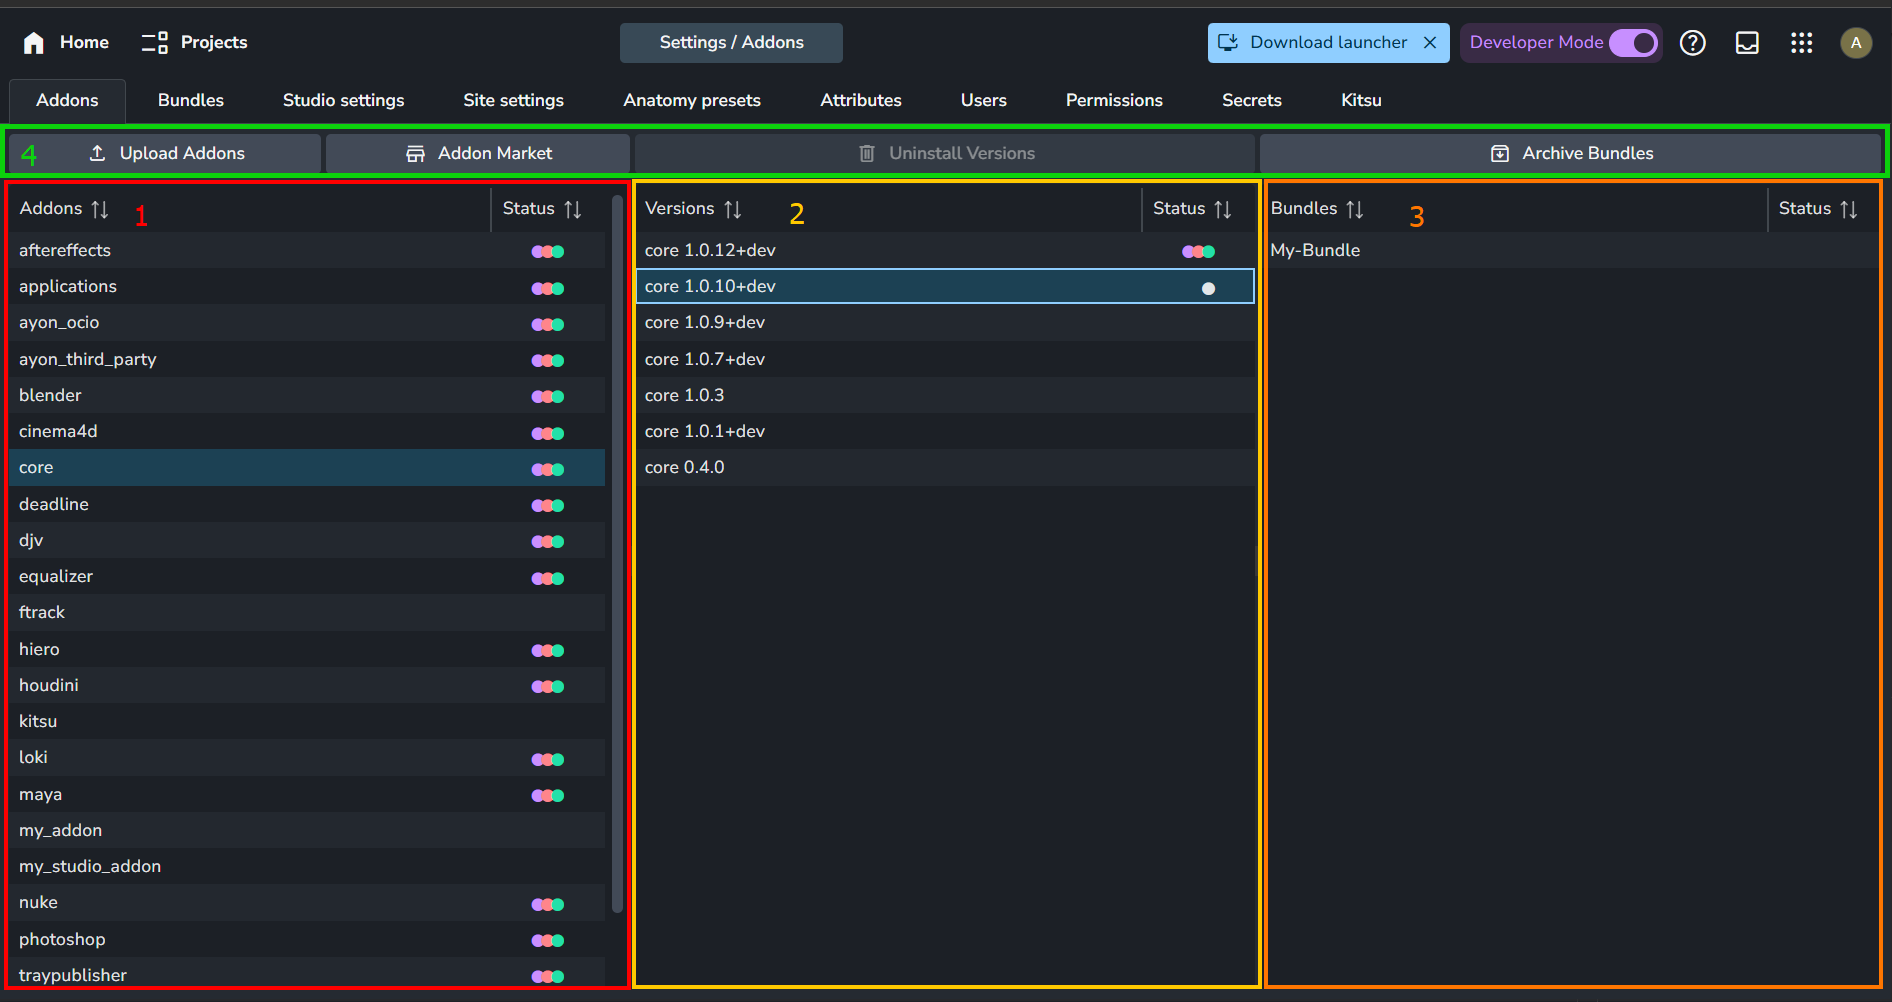 Home Projects Settings / Addons Download launcher Developer Mode A
Addons Bundles Studio settings Site settings Anatomy presets Attributes Users Permissions Secrets Kitsu
4 Upload Addons Addon Market Uninstall Versions Archive Bundles
Addons 1 Status
aftereffects
applications
ayon_ocio
ayon_third_party
blender
cinema4d
core
deadline
djv
equalizer
ftrack
hiero
houdini
kitsu
loki
maya
my_addon
my_studio_addon
nuke
photoshop
traypublisher
Versions 2 Status
core 1.0.12+dev
core 1.0.10+dev
core 1.0.9+dev
core 1.0.7+dev
core 1.0.3
core 1.0.1+dev
core 0.4.0
Bundles 3 Status
My-Bundle